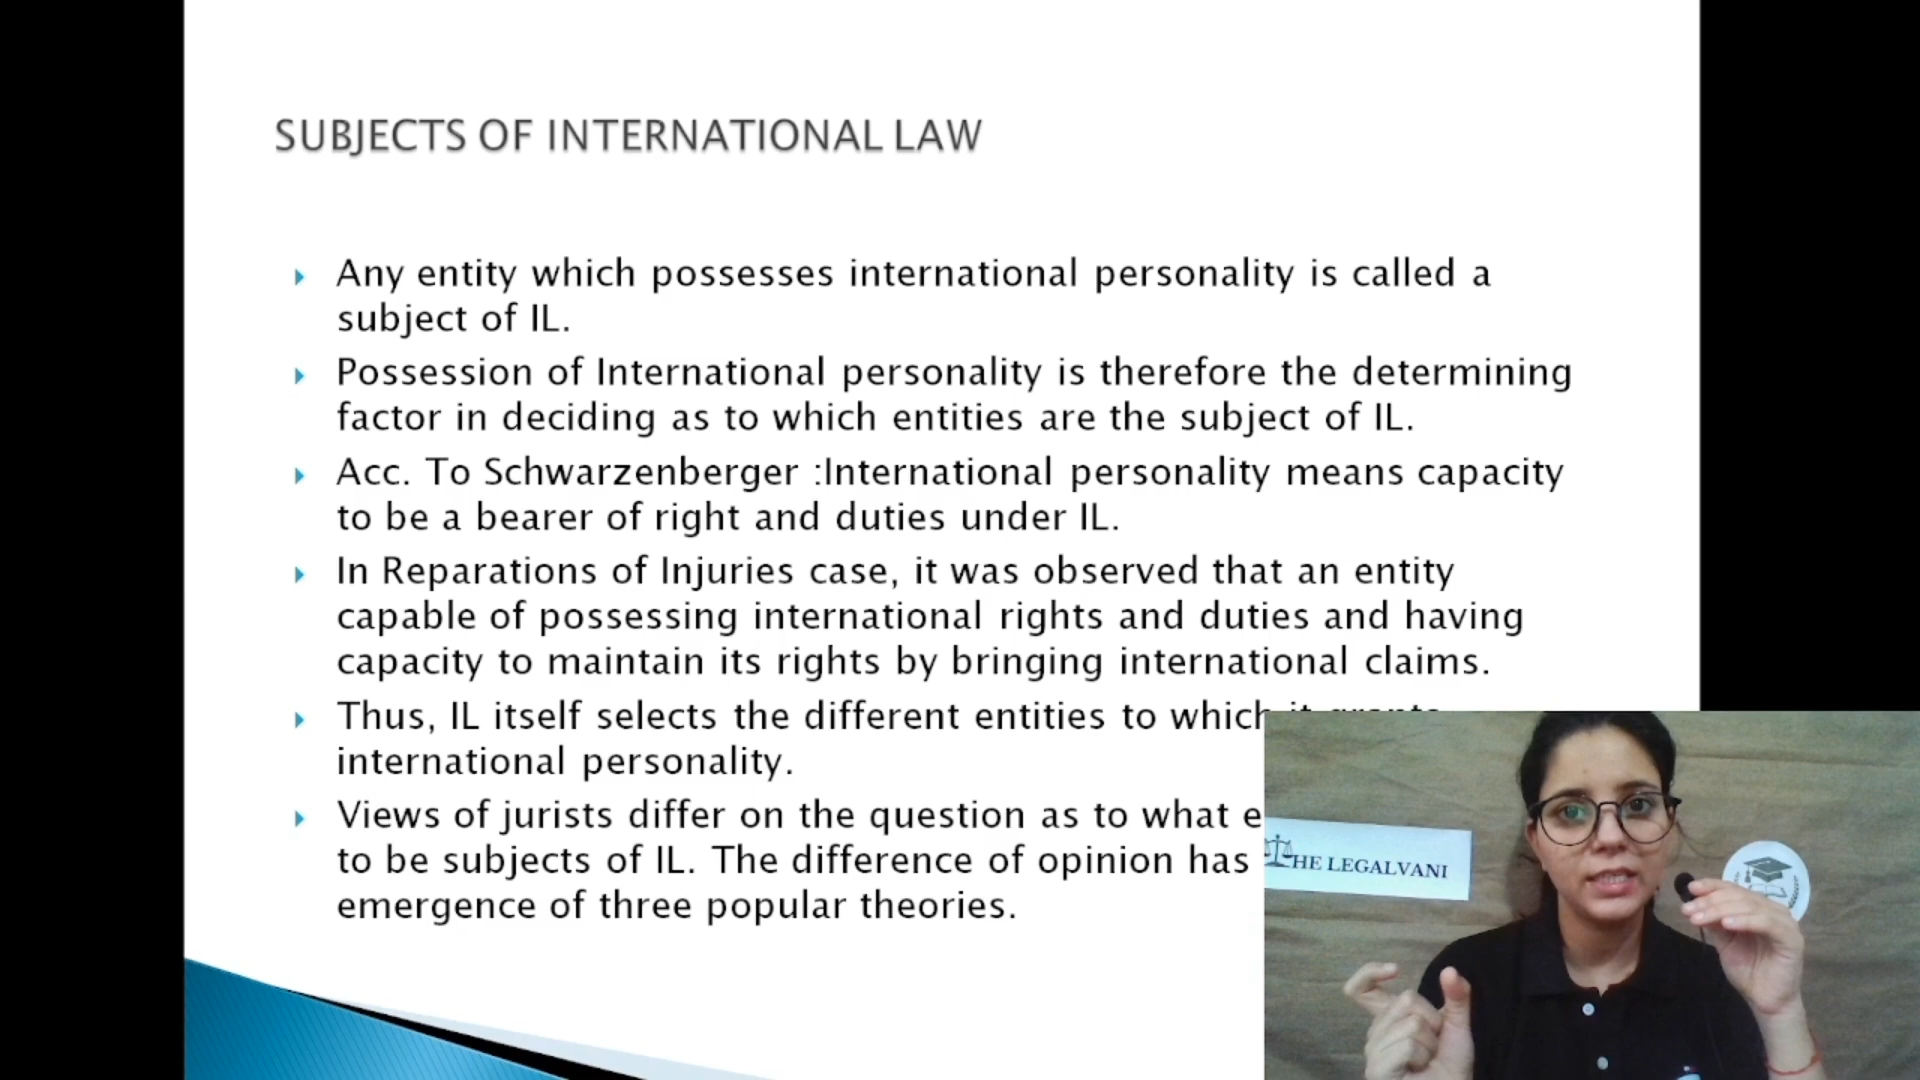 SUBJECTS OF INTERNATIONAL LAW
Any entity which possesses international personality is called a
subject of IL.
Possession of International personality is therefore the determining
factor in deciding as to which entities are the subject of IL.
Acc. To Schwarzenberger :International personality means capacity
to be a bearer of right and duties under IL.
In Reparations of Injuries case, it was observed that an entity
capable of possessing international rights and duties and having
capacity to maintain its rights by bringing international claims.
Thus, IL itself selects the different entities to which it grants
international personality.
Views of jurists differ on the question as to what
to be subjects of IL. The difference of opinion has
emergence of three popular theories.
HE LEGALVANI